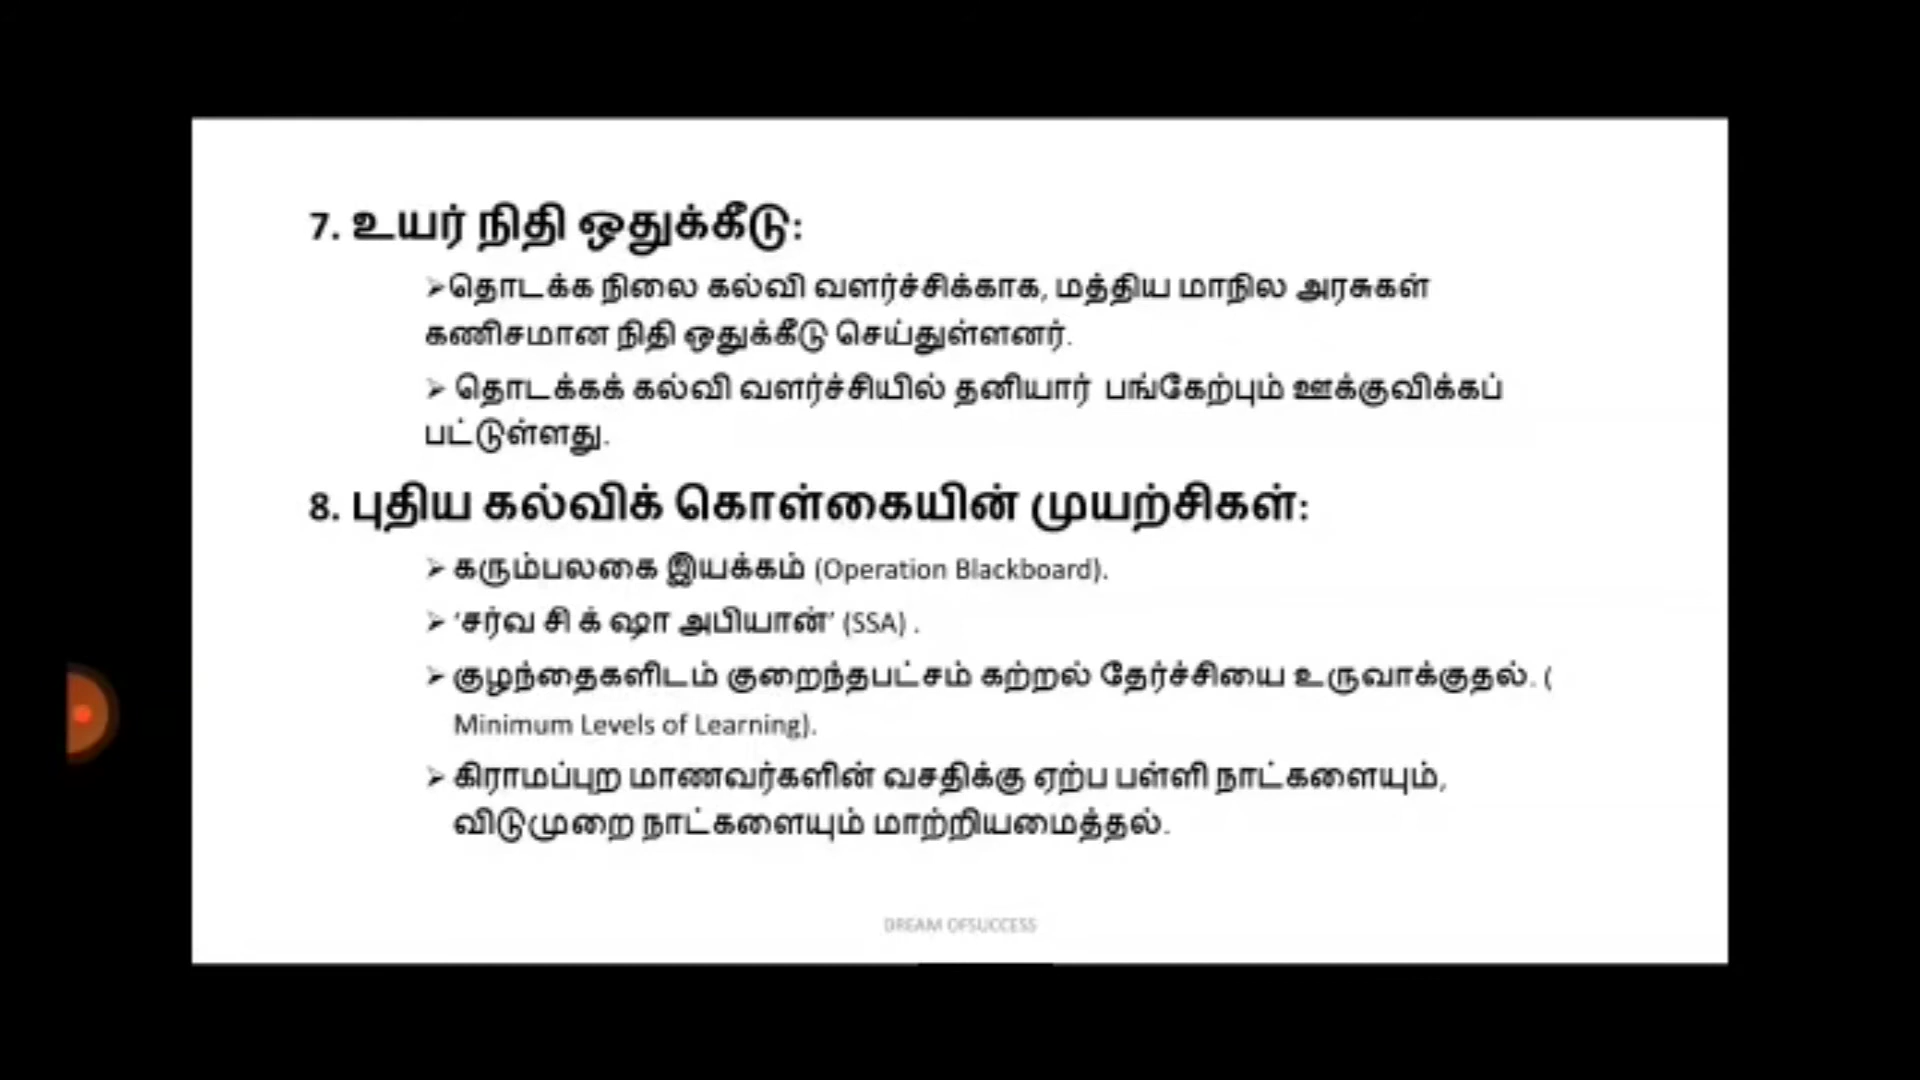 7. உயர் நிதி ஒதுக்கீடு:
➢தொடக்க நிலை கல்வி வளர்ச்சிக்காக, மத்திய மாநில அரசுகள்
கணிசமான நிதி ஒதுக்கீடு செய்துள்ளனர்.
➢ தொடக்கக் கல்வி வளர்ச்சியில் தனியார் பங்கேற்பும் ஊக்குவிக்கப்
பட்டுள்ளது.
8. புதிய கல்விக் கொள்கையின் முயற்சிகள்:
➢ கரும்பலகை இயக்கம் (Operation Blackboard).
➢ ‘சர்வ சி க் ஷா அபியான்’ (SSA) .
➢ குழந்தைகளிடம் குறைந்தபட்சம் கற்றல் தேர்ச்சியை உருவாக்குதல். (
Minimum Levels of Learning).
➢ கிராமப்புற மாணவர்களின் வசதிக்கு ஏற்ப பள்ளி நாட்களையும்,
விடுமுறை நாட்களையும் மாற்றியமைத்தல்.
DREAM OFSUCCESS